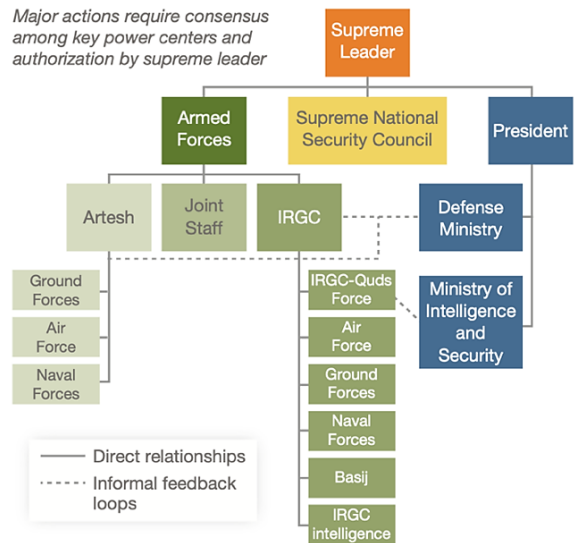 Major actions require consensus
among key power centers and
authorization by supreme leader
Supreme
Leader
Armed
Forces
Supreme National
Security Council
President
Artesh
Joint
Staff
IRGC
Defense
Ministry
Ground
Forces
Air
Force
Naval
Forces
IRGC-Quds
Force
Air
Force
Ground
Forces
Naval
Forces
Basij
IRGC
intelligence
Ministry of
Intelligence
and
Security
Direct relationships
Informal feedback
loops